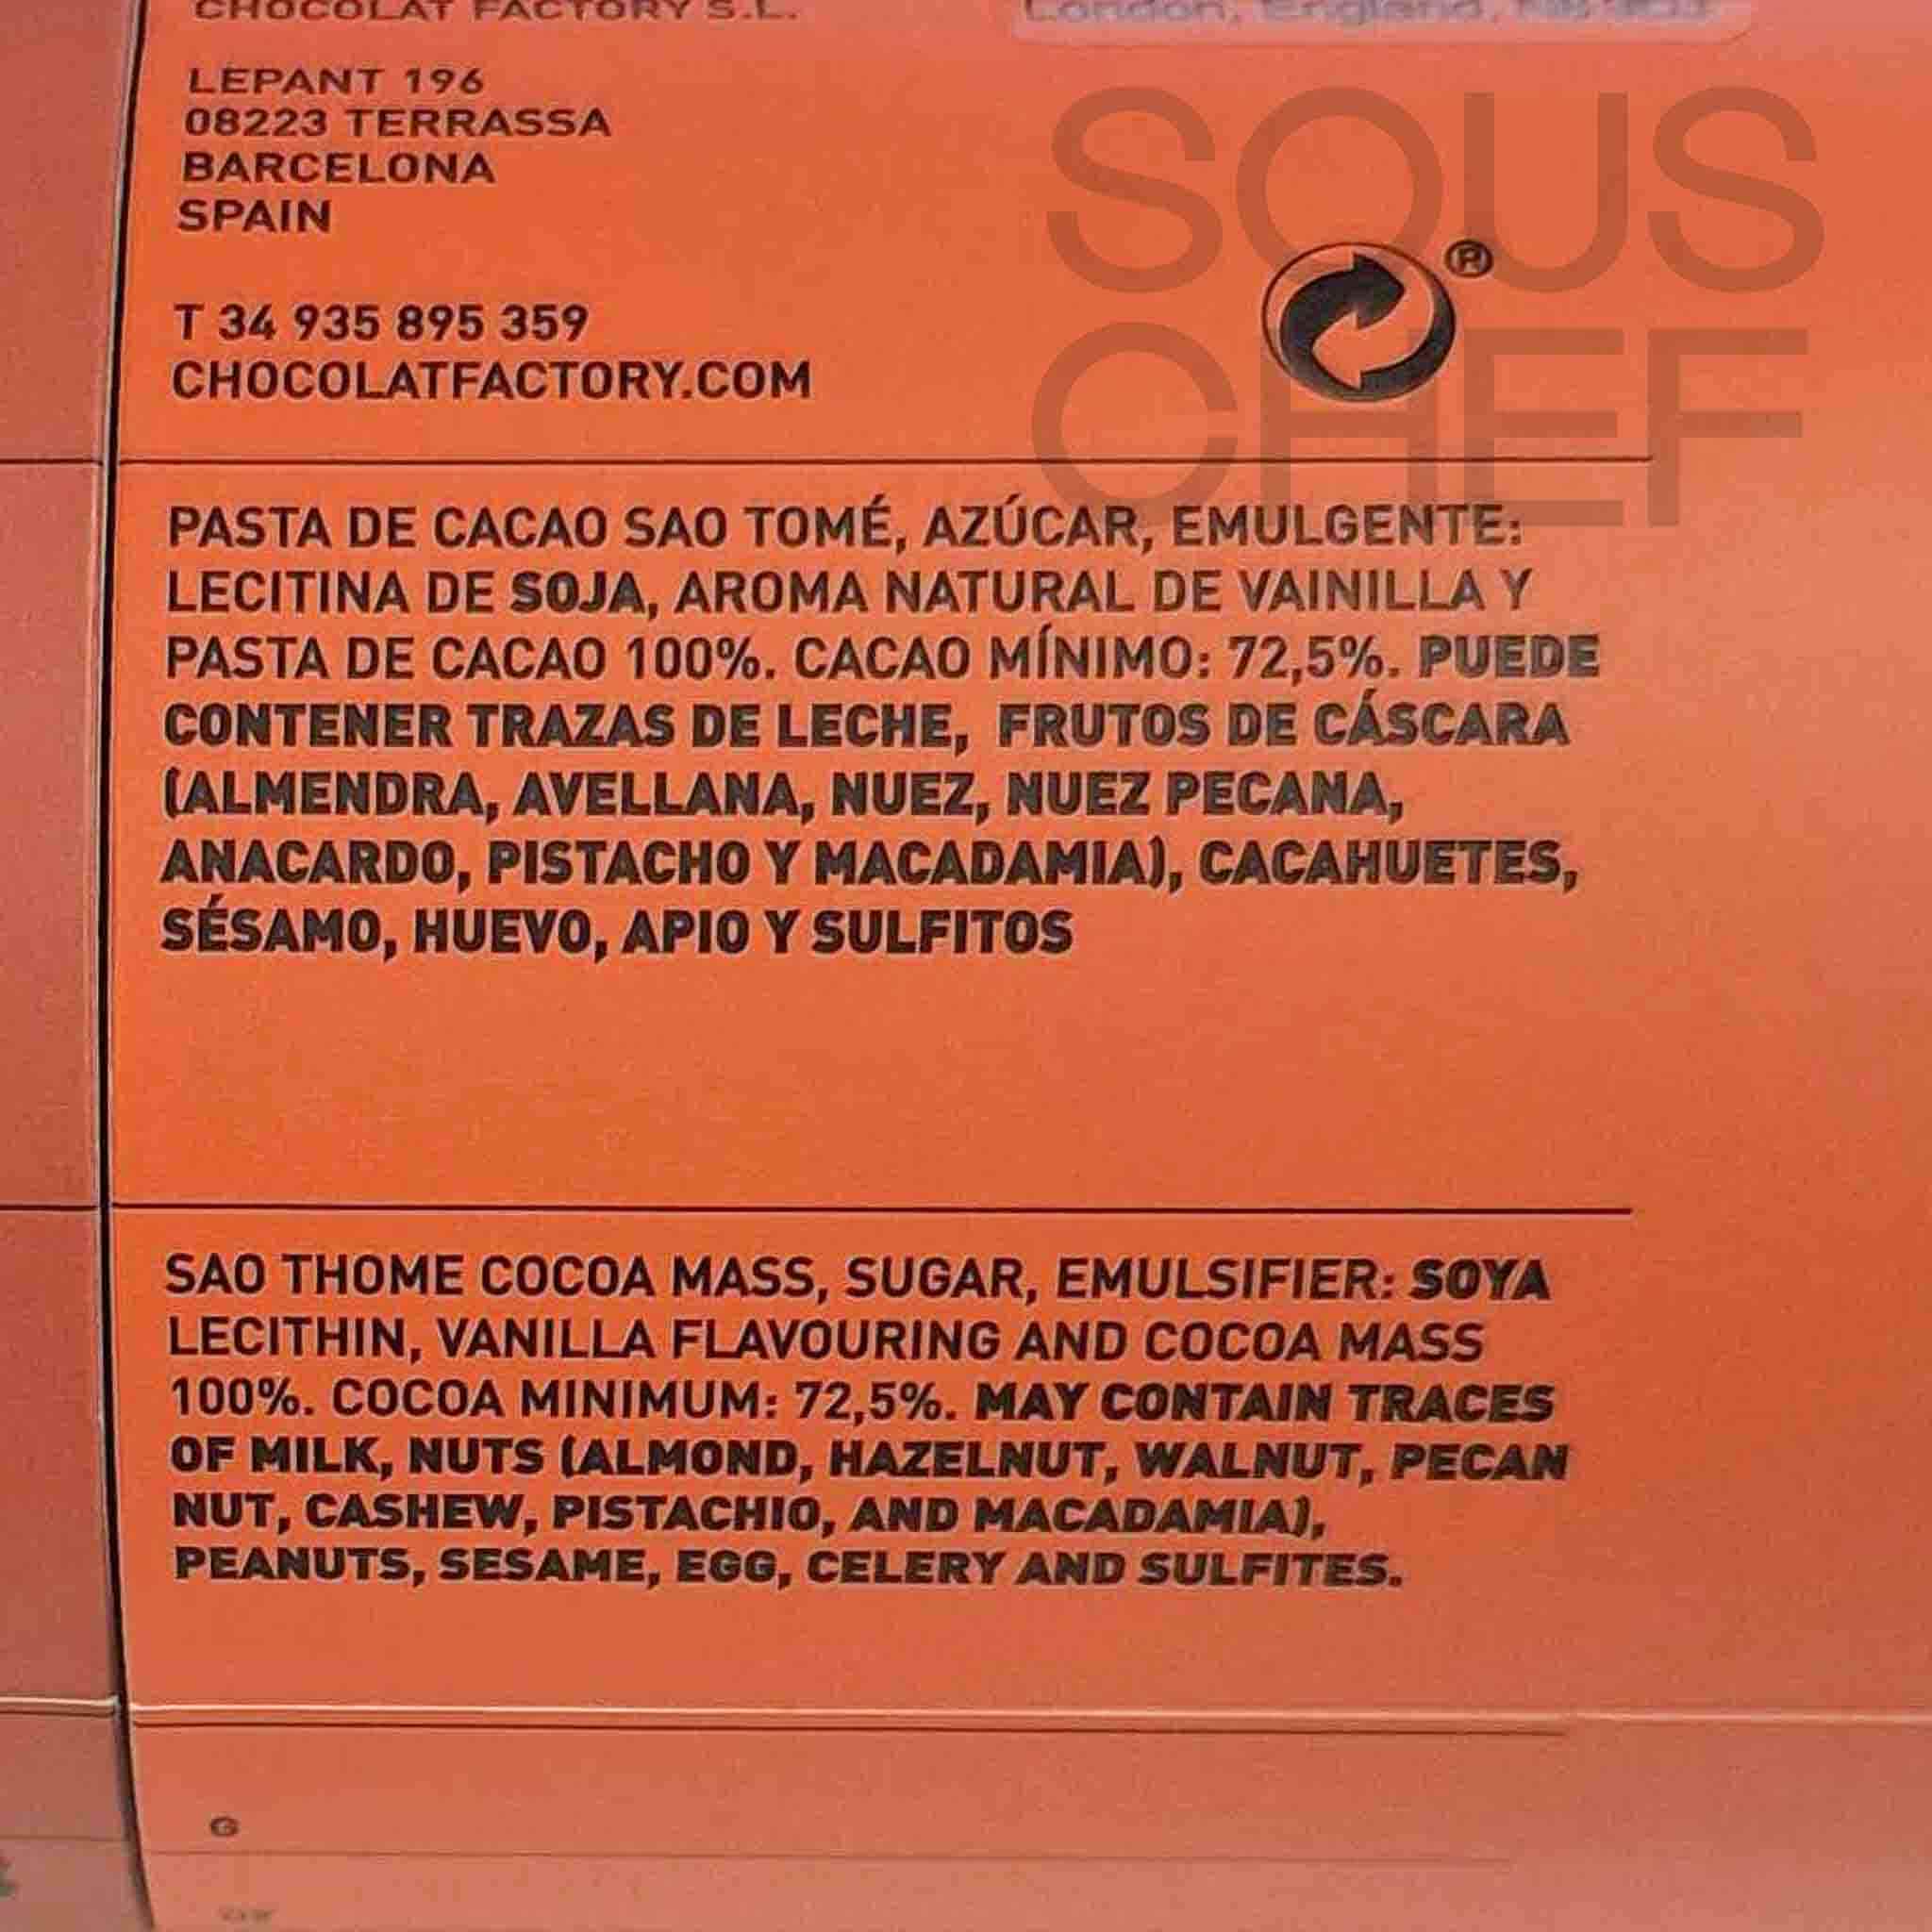 CHOCOLAT FACTORY S.L.
London, England,
LEPANT 196
08223 TERRASSA
BARCELONA
SPAIN
T 34 935 895 359
CHOCOLATFACTORY.COM
SOUS
CHEF
®
PASTA DE CACAO SAO TOMÉ, AZÚCAR, EMULGENTE:
LECITINA DE SOJA, AROMA NATURAL DE VAINILLA Y
PASTA DE CACAO 100%. CACAO MÍNIMO: 72,5%. PUEDE
CONTENER TRAZAS DE LECHE, FRUTOS DE CÁSCARA
(ALMENDRA, AVELLANA, NUEZ, NUEZ PECANA,
ANACARDO, PISTACHO Y MACADAMIA), CACAHUETES,
SÉSAMO, HUEVO, APIO Y SULFITOS
SAO THOME COCOA MASS, SUGAR, EMULSIFIER: SOYA
LECITHIN, VANILLA FLAVOURING AND COCOA MASS
100%. COCOA MINIMUM: 72,5%. MAY CONTAIN TRACES
OF MILK, NUTS (ALMOND, HAZELNUT, WALNUT, PECAN
NUT, CASHEW, PISTACHIO, AND MACADAMIA),
PEANUTS, SESAME, EGG, CELERY AND SULFITES.